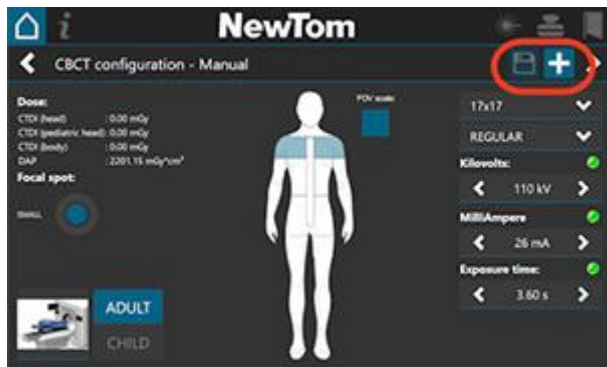 NewTom
CBCT configuration - Manual
Dose:
CTDI (head) : 0.00 mGy
CTDI (pediatric head): 0.00 mGy
CTDI (body) : 0.00 mGy
DAP : 2201.15 mGy*cm²
Focal spot:
SMALL
ADULT
CHILD
FOV scale:
17x17
REGULAR
Kilovolts:
110 kV
MilliAmpere
26 mA
Exposure time:
3.60 s